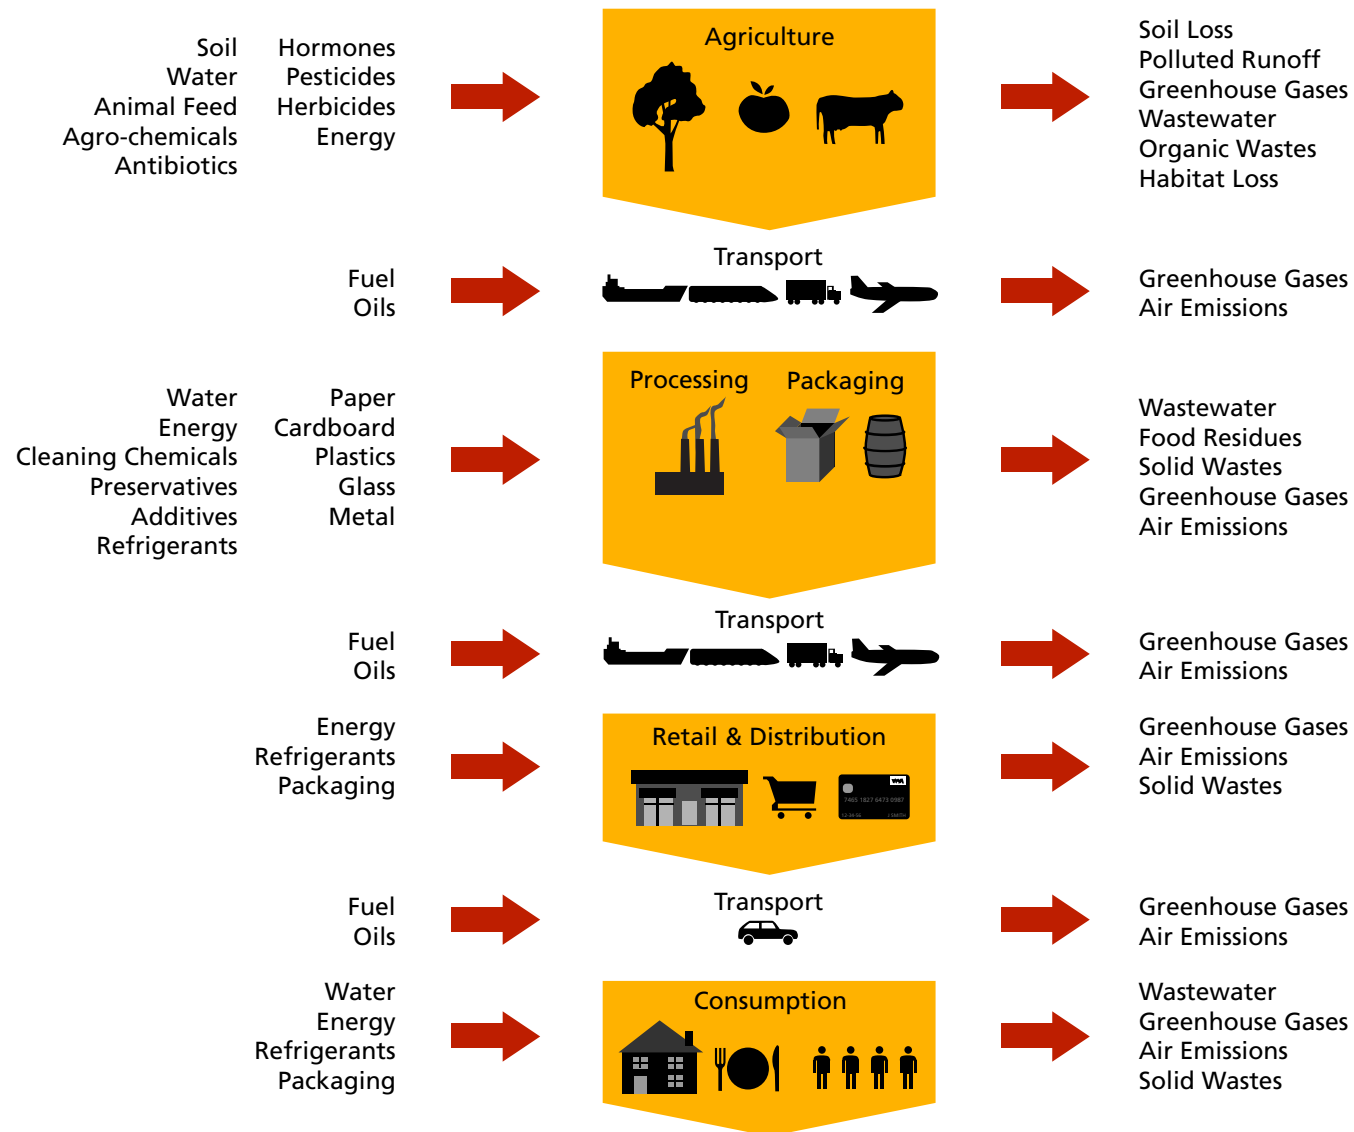 Soil
Water
Animal Feed
Agro-chemicals
Antibiotics
Hormones
Pesticides
Herbicides
Energy
Agriculture
Soil Loss
Polluted Runoff
Greenhouse Gases
Wastewater
Organic Wastes
Habitat Loss
Fuel
Oils
Transport
Greenhouse Gases
Air Emissions
Water
Energy
Cleaning Chemicals
Preservatives
Additives
Refrigerants
Paper
Cardboard
Plastics
Glass
Metal
Processing
Packaging
Wastewater
Food Residues
Solid Wastes
Greenhouse Gases
Air Emissions
Fuel
Oils
Transport
Greenhouse Gases
Air Emissions
Energy
Refrigerants
Packaging
Retail & Distribution
7465 1827 6473 0987
Greenhouse Gases
Air Emissions
Solid Wastes
Fuel
Oils
Transport
Greenhouse Gases
Air Emissions
Water
Energy
Refrigerants
Packaging
Consumption
Wastewater
Greenhouse Gases
Air Emissions
Solid Wastes